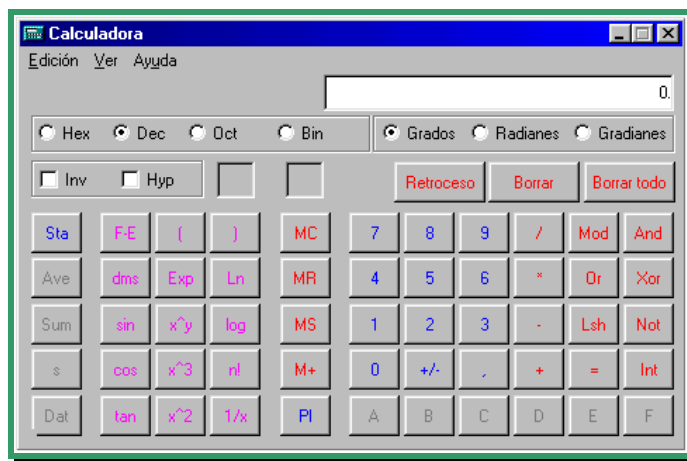 Calculadora
Edición Ver Ayuda
0.
Hex Dec Oct Bin Grados Radianes Gradianes
Inv Hyp Retroceso Borrar Borrar todo
Sta F-E ( ) MC 7 8 9 / Mod And
Ave dms Exp Ln MR 4 5 6 * Or Xor
Sum sin x^y log MS 1 2 3 - Lsh Not
s cos x^3 n! M+ 0 +/- , + = Int
Dat tan x^2 1/x PI A B C D E F